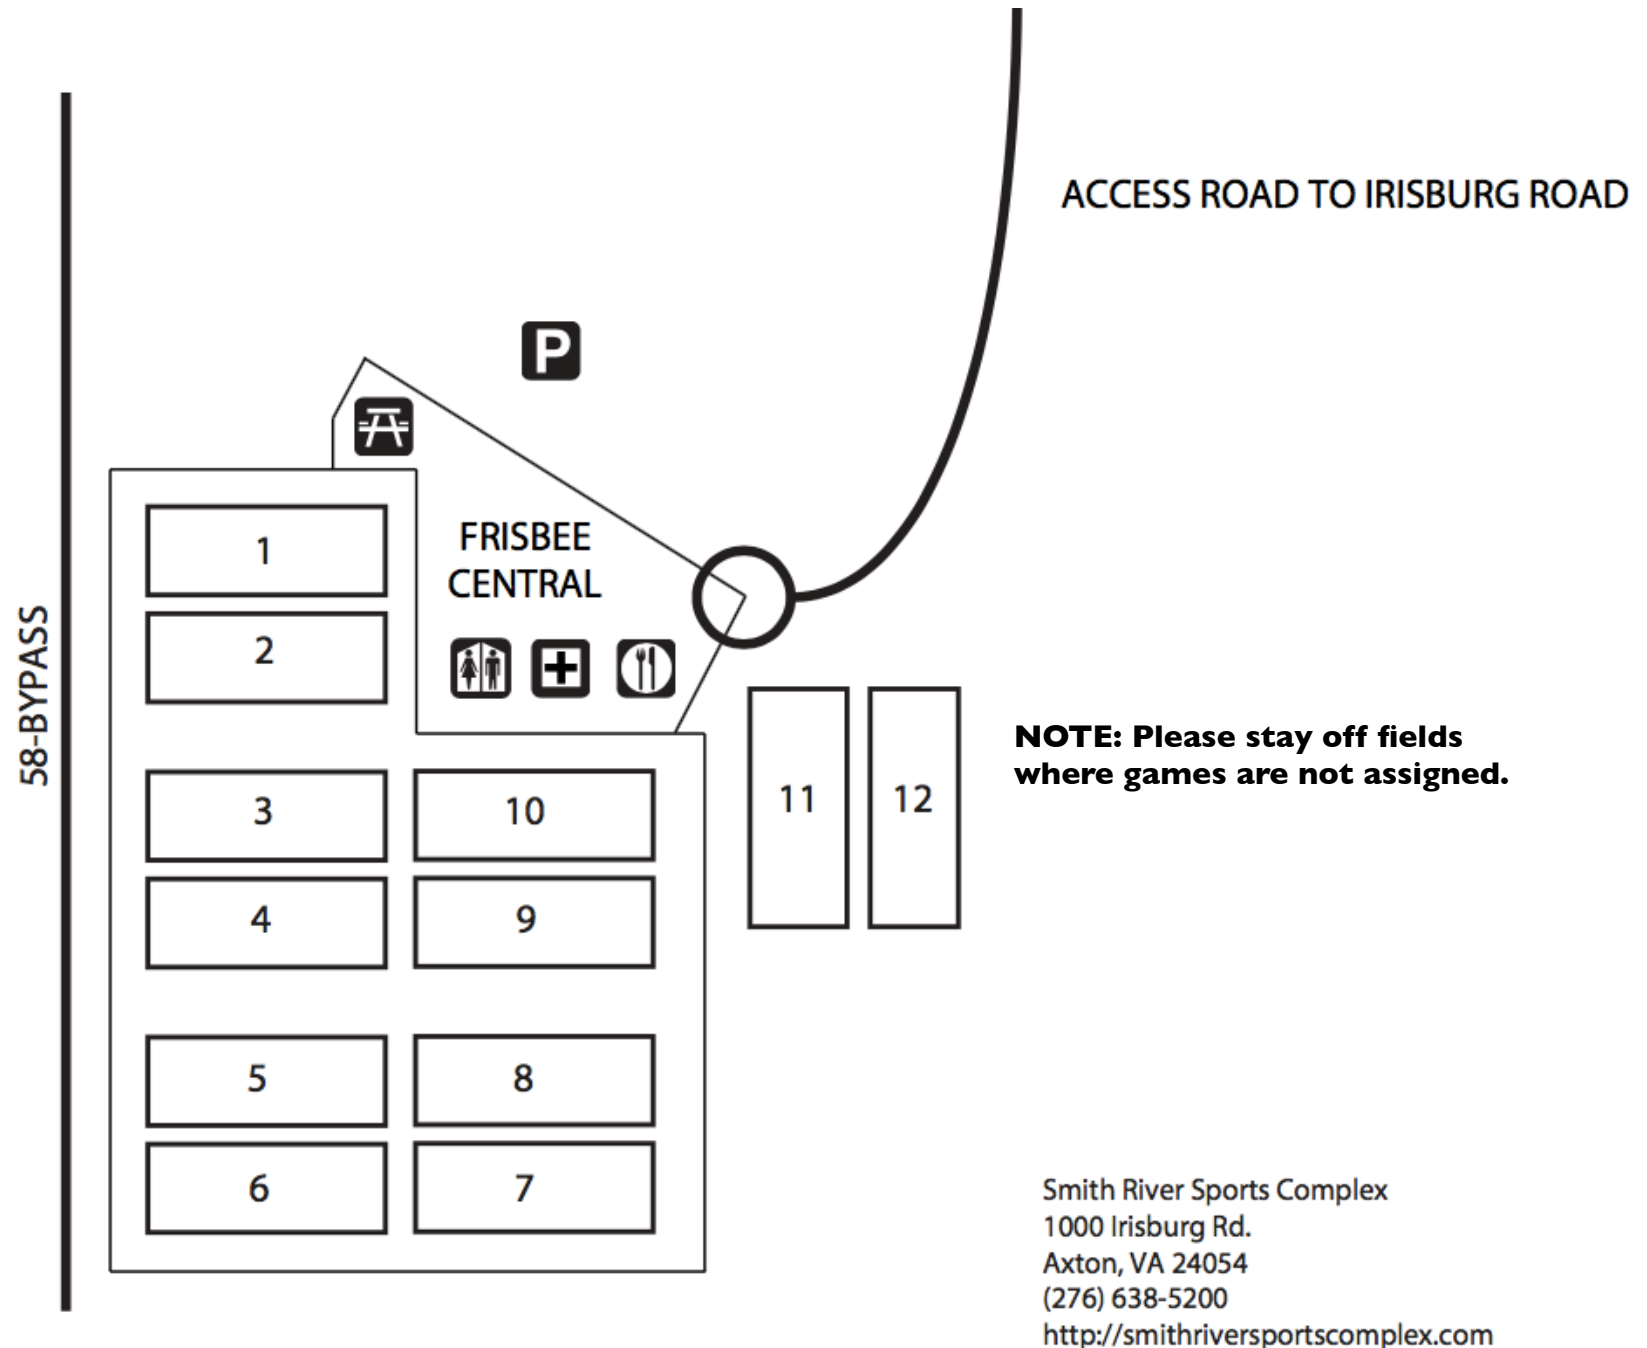 ACCESS ROAD TO IRISBURG ROAD
P
FRISBEE
CENTRAL
58-BYPASS
1
2
3
4
5
6
10
9
8
7
11
12
NOTE: Please stay off fields
where games are not assigned.
Smith River Sports Complex
1000 Irisburg Rd.
Axton, VA 24054
(276) 638-5200
http://smithriversportscomplex.com